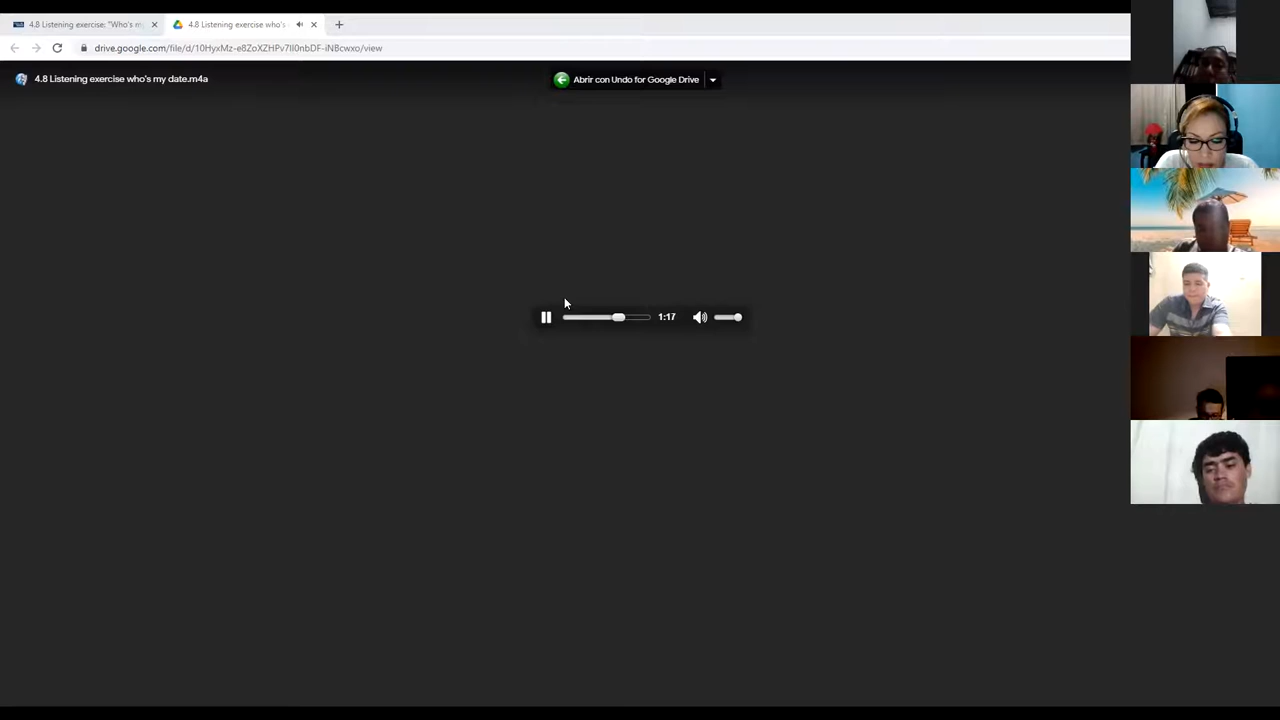 4.8 Listening exercise: "Who's my
4.8 Listening exercise who's
drive.google.com/file/d/10HyxMz-e8ZoXZHPv7Il0nbDF-iNBcwxo/view
4.8 Listening exercise who's my date.m4a
Abrir con Undo for Google Drive
1:17